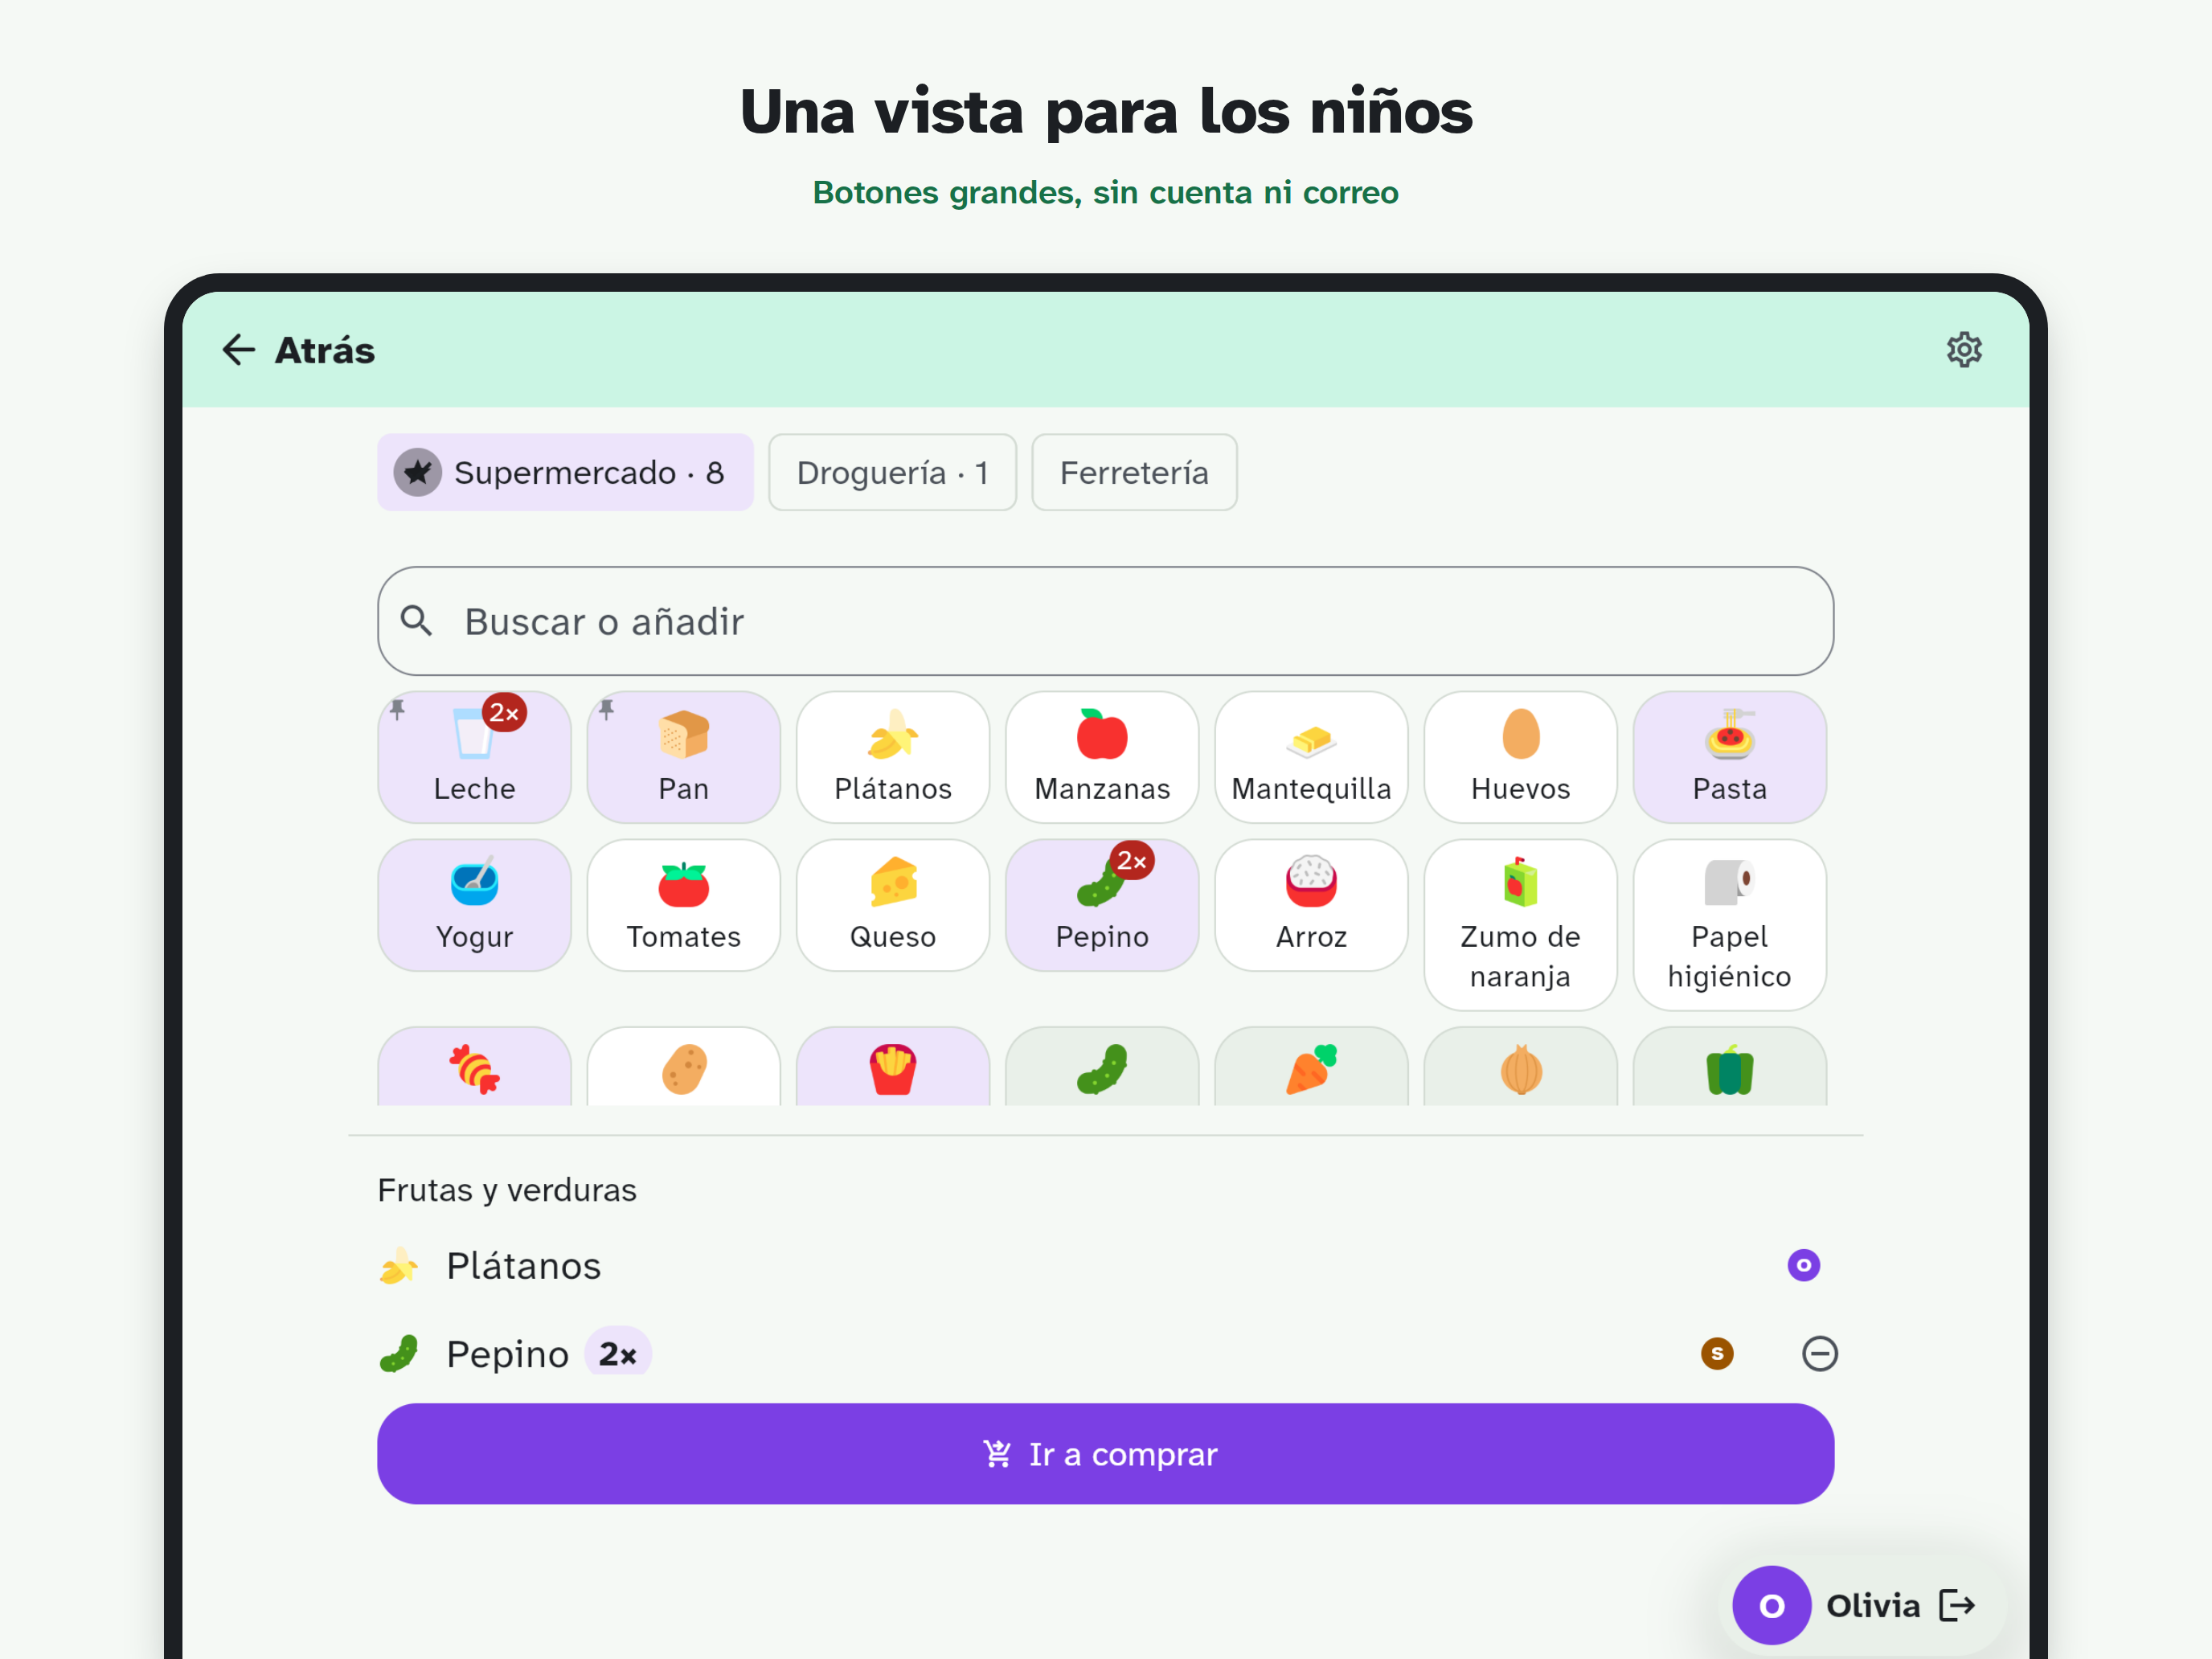 Una vista para los niños
Botones grandes, sin cuenta ni correo
Atrás
Supermercado · 8
Droguería · 1
Ferretería
Buscar o añadir
2×
Leche
Pan
Plátanos
Manzanas
Mantequilla
Huevos
Pasta
Yogur
Tomates
Queso
2×
Pepino
Arroz
Zumo de
naranja
Papel
higiénico
Frutas y verduras
Plátanos
O
Pepino 2×
S
Ir a comprar
O Olivia